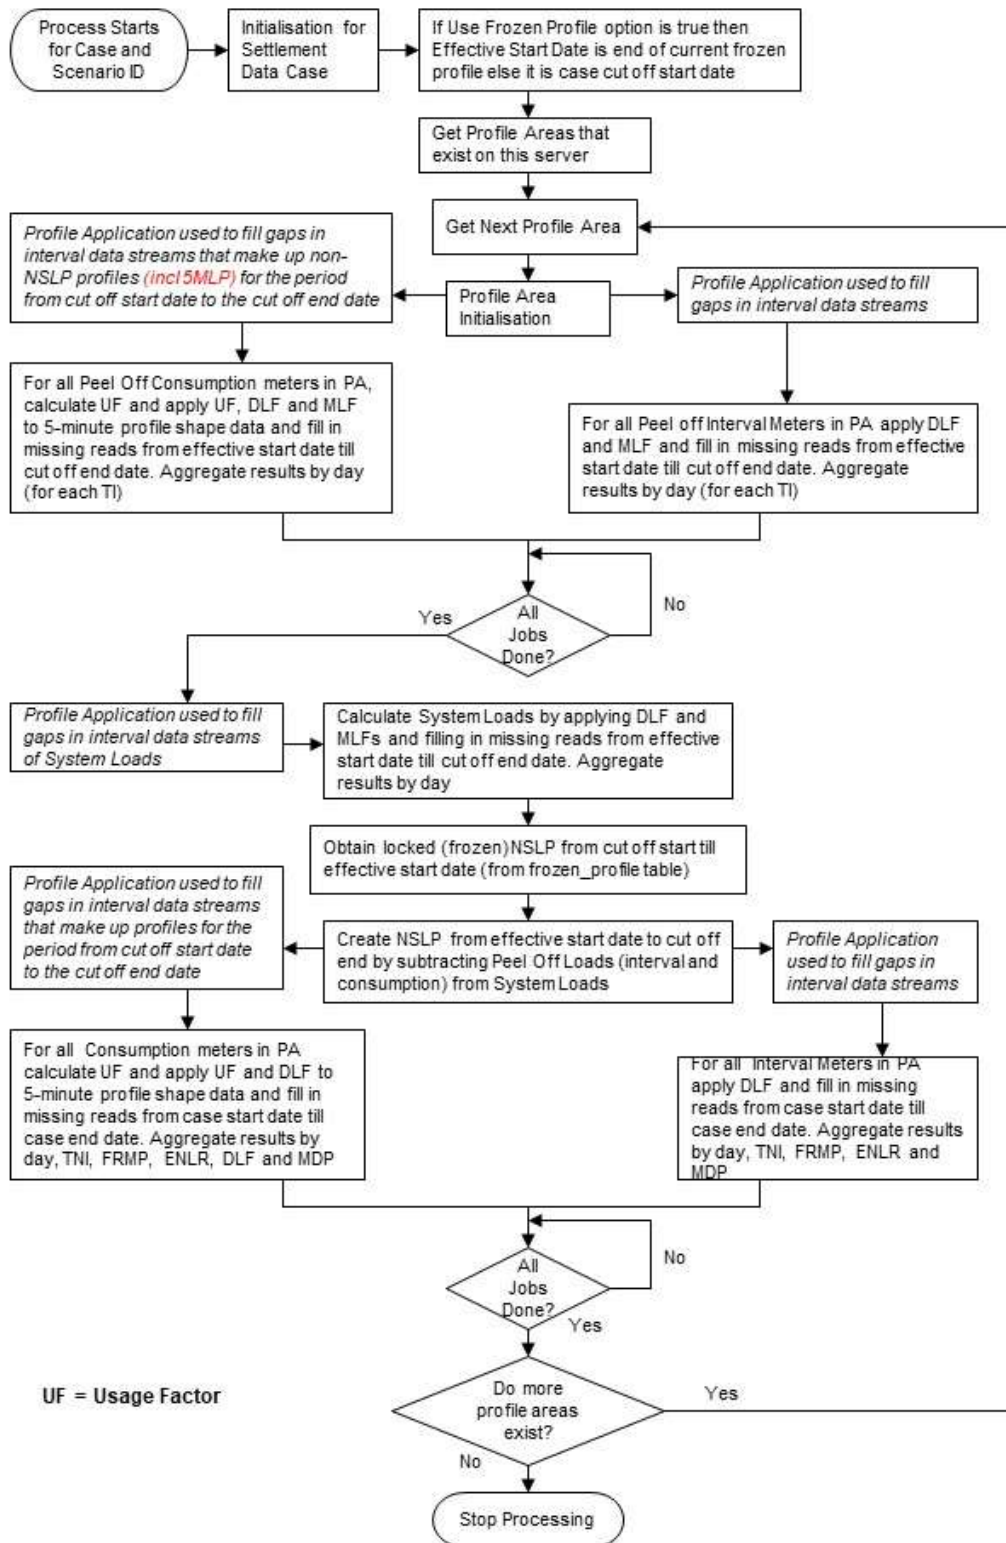 Process Starts
for Case and
Scenario ID
Initialisation for
Settlement
Data Case
If Use Frozen Profile option is true then
Effective Start Date is end of current frozen
profile else it is case cut off start date
Get Profile Areas that
exist on this server
Get Next Profile Area
Profile Application used to fill gaps in
interval data streams that make up non-
NSLP profiles (incl 5MLP) for the period
from cut off start date to the cut off end date
Profile Area
Initialisation
Profile Application used to fill
gaps in interval data streams
For all Peel Off Consumption meters in PA,
calculate UF and apply UF, DLF and MLF
to 5-minute profile shape data and fill in
missing reads from effective start date till
cut off end date. Aggregate results by day
(for each TI)
For all Peel off Interval Meters in PA apply DLF
and MLF and fill in missing reads from effective
start date till cut off end date. Aggregate
results by day (for each TI)
All
Jobs
Done?
No
Yes
Profile Application used to fill
gaps in interval data streams
of System Loads
Calculate System Loads by applying DLF and
MLFs and filling in missing reads from effective
start date till cut off end date. Aggregate
results by day
Obtain locked (frozen) NSLP from cut off start till
effective start date (from frozen_profile table)
Profile Application used to fill
gaps in interval data streams
that make up profiles for the
period from cut off start date
to the cut off end date
Create NSLP from effective start date to cut off
end by subtracting Peel Off Loads (interval and
consumption) from System Loads
Profile Application
used to fill gaps in
interval data streams
For all Consumption meters in PA
calculate UF and apply UF and DLF to
5-minute profile shape data and fill in
missing reads from case start date till
case end date. Aggregate results by
day, TNI, FRMP, ENLR, DLF and MDP
For all Interval Meters in PA
apply DLF and fill in missing
reads from case start date till
case end date. Aggregate results
by day, TNI, FRMP, ENLR and
MDP
All
Jobs
Done?
No
Yes
UF = Usage Factor
Do more
profile areas
exist?
Yes
No
Stop Processing